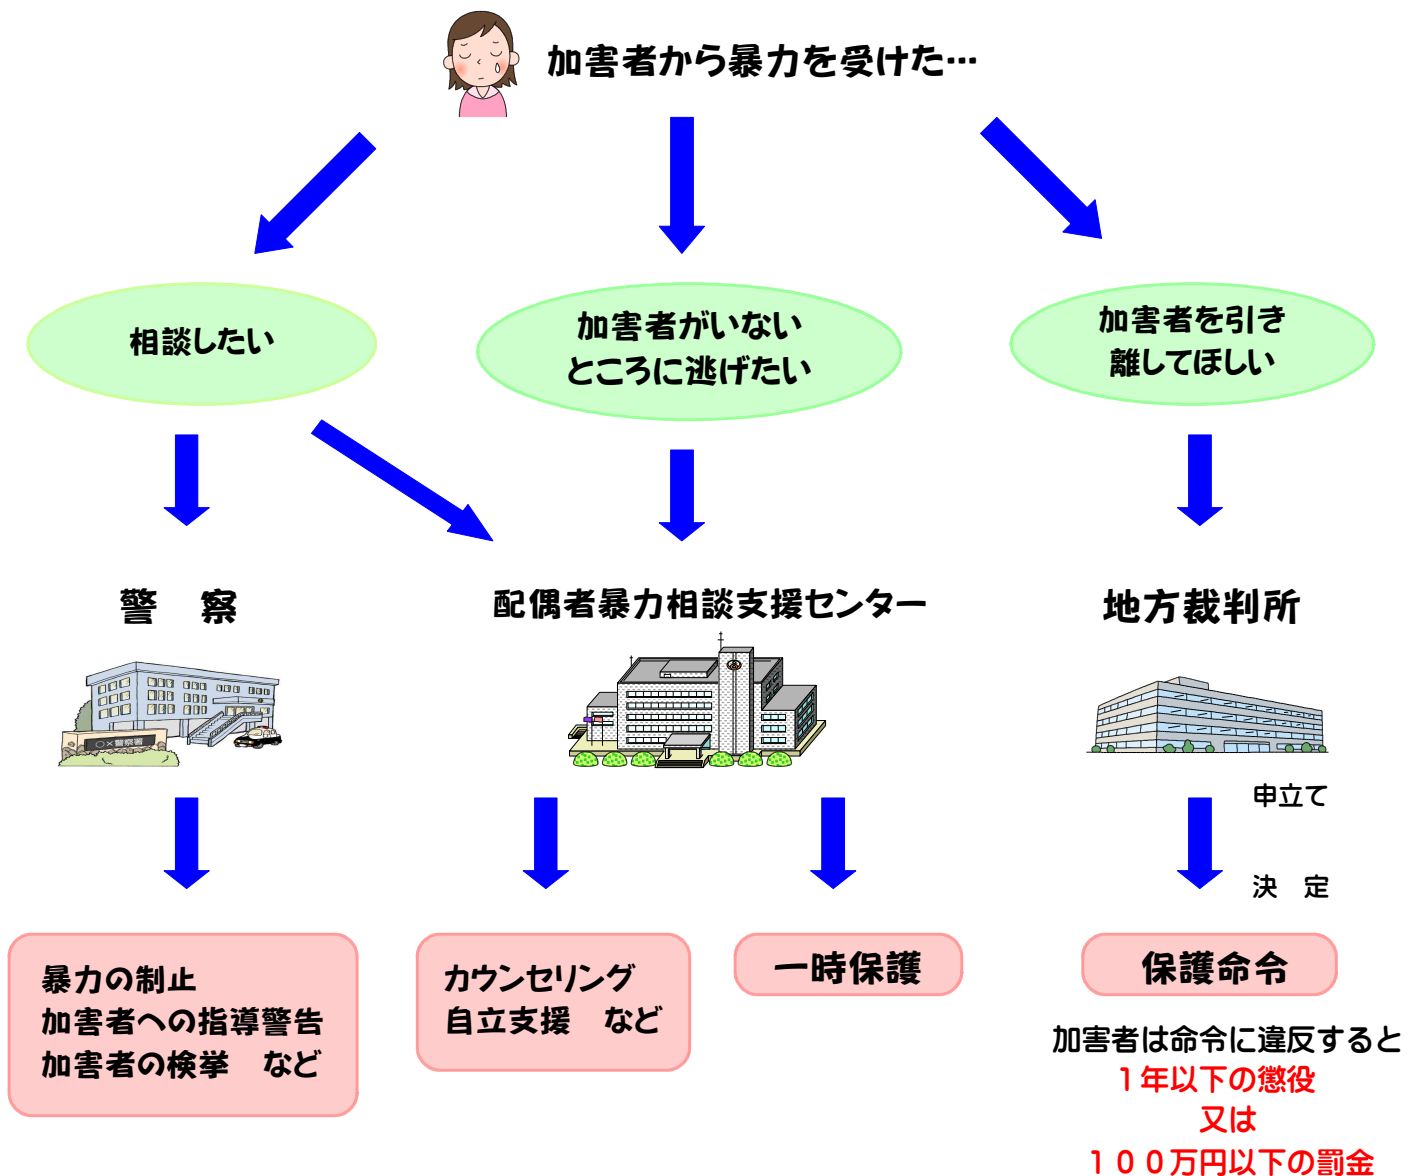 加害者から暴力を受けた…
相談したい
加害者がいない
ところに逃げたい
加害者を引き
離してほしい
警　察
配偶者暴力相談支援センター
地方裁判所
○×警察署
申立て
決　定
暴力の制止
加害者への指導警告
加害者の検挙　など
カウンセリング
自立支援　など
一時保護
保護命令
加害者は命令に違反すると
１年以下の懲役
又は
１００万円以下の罰金